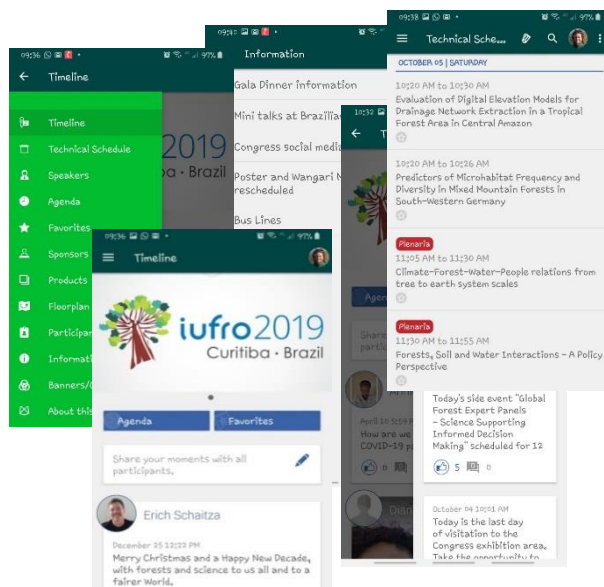 09:36
97%
Timeline
Timeline
Technical Schedule
Speakers
Agenda
Favorites
Sponsors
Products
Floorplan
Information
Gala Dinner information
Mini talks at
Congress social
Poster and Wangari
rescheduled
Bus Lines
2019
Brazil
09:36
97%
Timeline
iufro2019
Curitiba · Brazil
Agenda
Favorites
Share your moments with all
participants.
Erich Schaitza
December 25 12:22 PM
Merry Christmas and a Happy New Decade,
with forests and science to us all and to a
fairer World.
10:32
09:38
97%
Technical Sche...
OCTOBER 05 | SATURDAY
10:20 AM to 10:30 AM
Evaluation of Digital Elevation Models for
Drainage Network Extraction in a Tropical
Forest Area in Central Amazon
10:20 AM to 10:26 AM
Predictors of Microhabitat Frequency and
Diversity in Mixed Mountain Forests in
South-Western Germany
Plenaria
11:05 AM to 11:30 AM
Climate-Forest-Water-People relations from
tree to earth system scales
Plenaria
11:30 AM to 11:55 AM
Forests, Soil and Water Interactions - A Policy
Perspective
How are we
Today's side event "Global
Forest Expert Panels
- Science Supporting
Informed Decision
Making" scheduled for 12
5
0
October 04 10:01 AM
Today is the last day
of visitation to the
Congress exhibition area.
Take the opportunity to